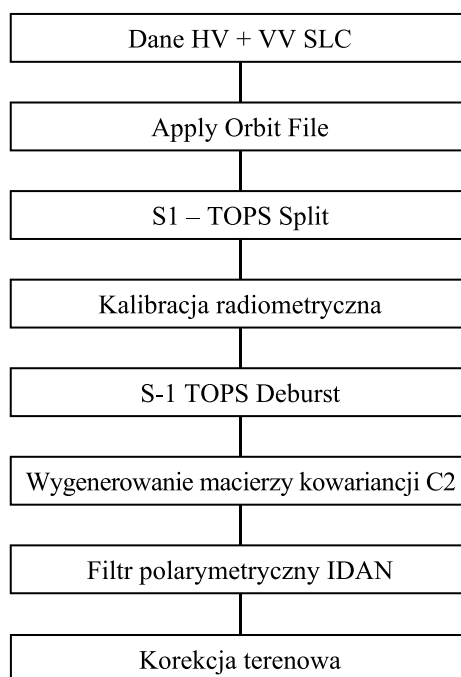 Dane HV + VV SLC
Apply Orbit File
S1 – TOPS Split
Kalibracja radiometryczna
S-1 TOPS Deburst
Wygenerowanie macierzy kowariancji C2
Filtr polarymetryczny IDAN
Korekcja terenowa